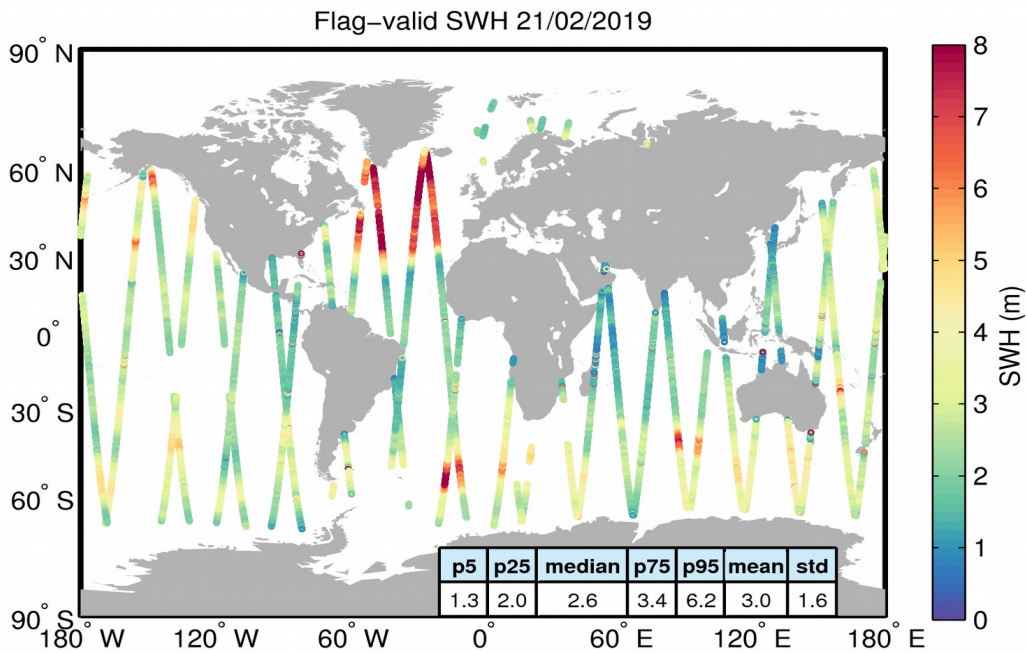 Flag−valid SWH 21/02/2019
90° N
60° N
30° N
0°
30° S
60° S
90° S
180° W
120° W
60° W
0°
60° E
120° E
180° E
8
7
6
5
4
3
2
1
0
SWH (m)
p5 p25 median p75 p95 mean std
1.3 2.0 2.6 3.4 6.2 3.0 1.6